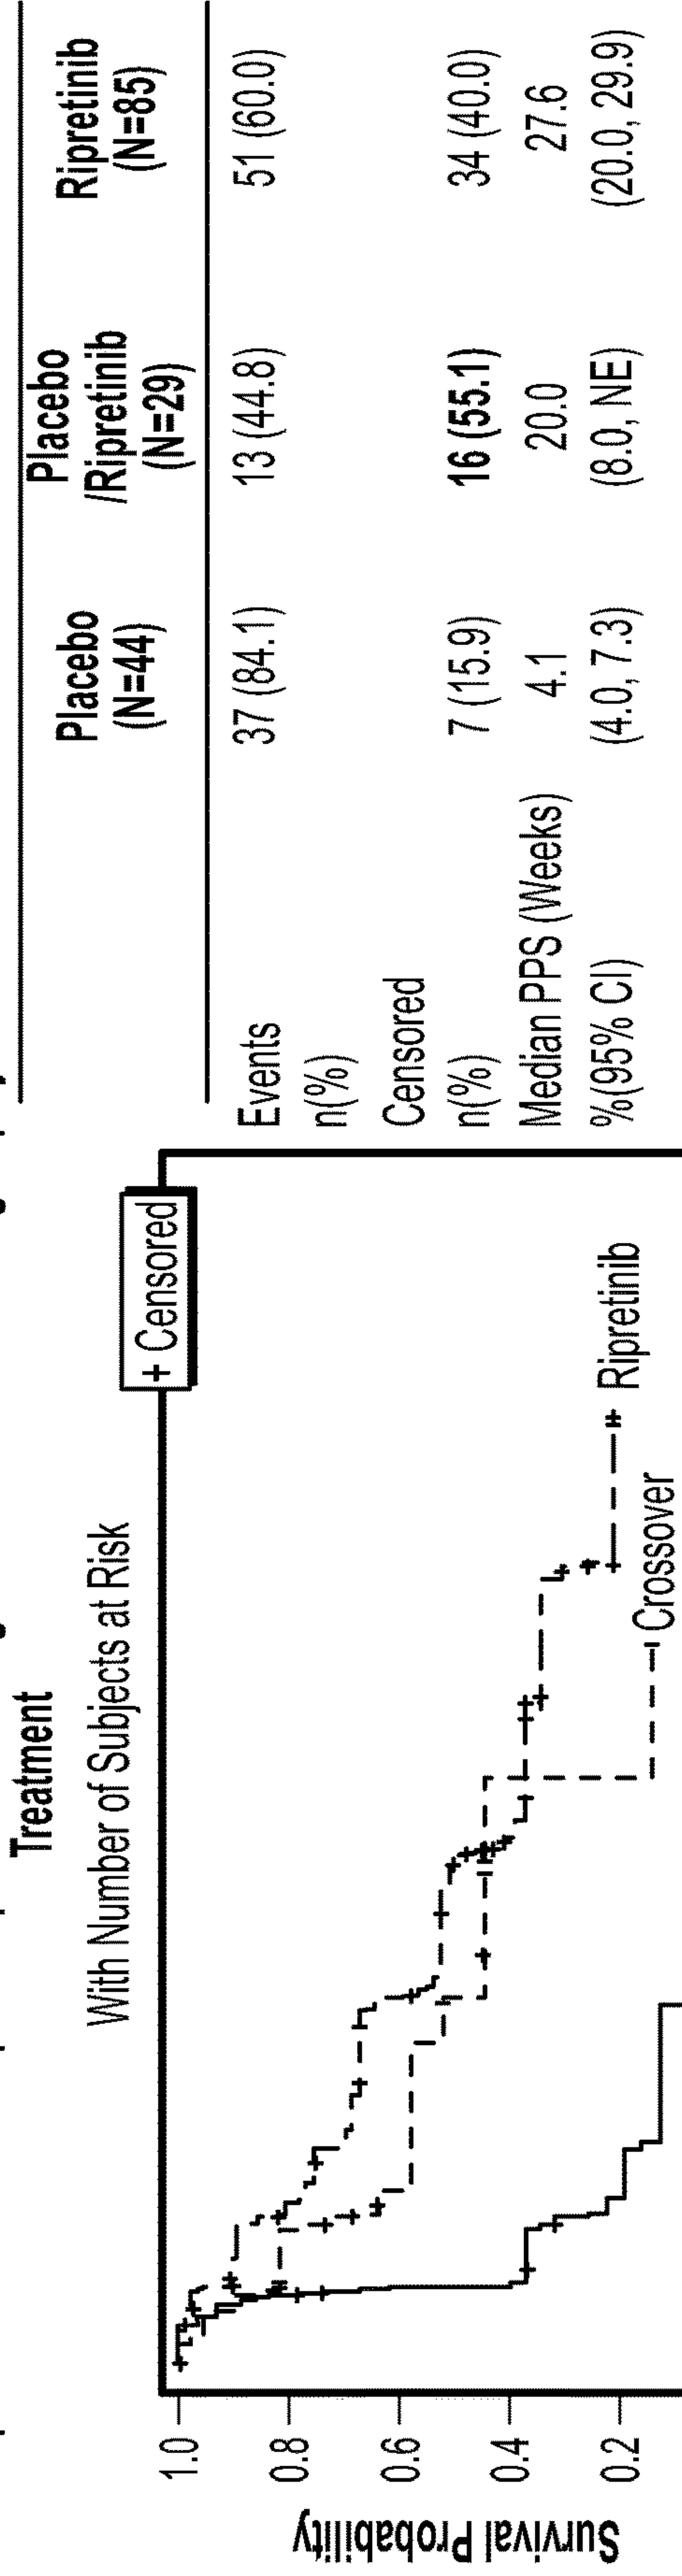 Treatment
With Number of Subjects at Risk
+ Censored
Survival Probability
1.0
0.8
0.6
0.4
0.2
Ripretinib
Crossover
Placebo
(N=44)
Placebo
/Ripretinib
(N=29)
Ripretinib
(N=85)
Events
n(%)
37 (84.1)
13 (44.8)
51 (60.0)
Censored
n(%)
7 (15.9)
16 (55.1)
34 (40.0)
Median PPS (Weeks)
4.1
20.0
27.6
%(95% CI)
(4.0, 7.3)
(8.0, NE)
(20.0, 29.9)